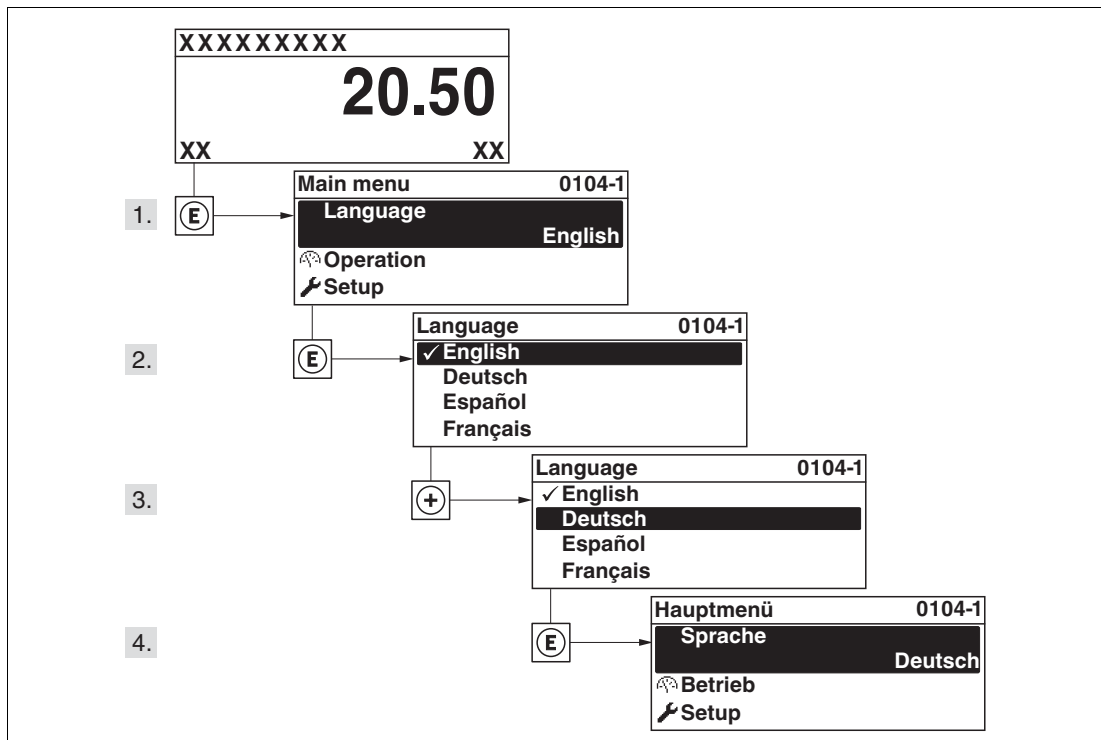 XXXXXXXXX
20.50
XX XX
1. E
Main menu 0104-1
Language
English
Operation
Setup
2. E
Language 0104-1
✓ English
Deutsch
Español
Français
3. +
Language 0104-1
✓ English
Deutsch
Español
Français
4. E
Hauptmenü 0104-1
Sprache
Deutsch
Betrieb
Setup